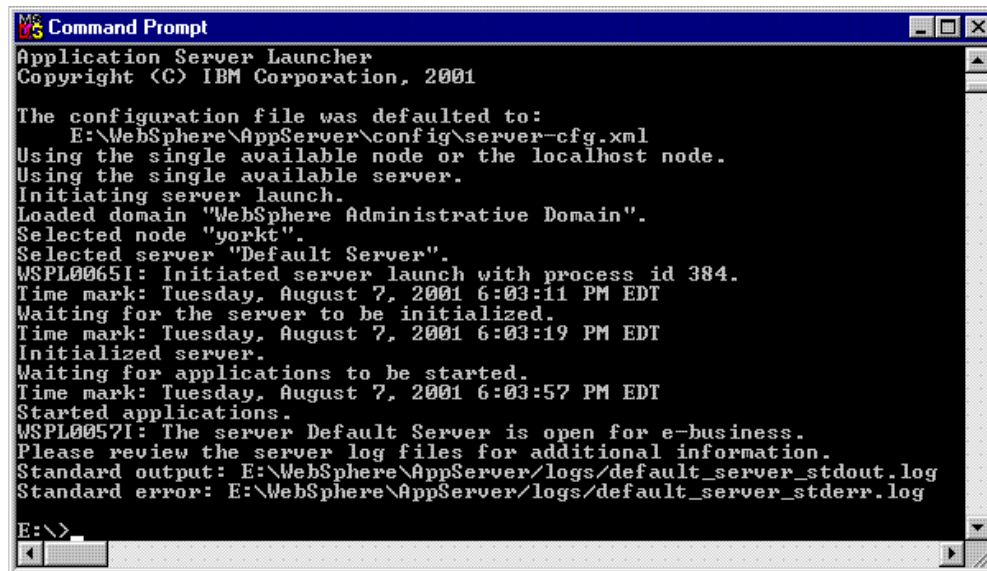 Command Prompt
Application Server Launcher
Copyright (C) IBM Corporation, 2001
The configuration file was defaulted to:
E:\WebSphere\AppServer\config\server-cfg.xml
Using the single available node or the localhost node.
Using the single available server.
Initiating server launch.
Loaded domain "WebSphere Administrative Domain".
Selected node "yorkt".
Selected server "Default Server".
WSPL0065I: Initiated server launch with process id 384.
Time mark: Tuesday, August 7, 2001 6:03:11 PM EDT
Waiting for the server to be initialized.
Time mark: Tuesday, August 7, 2001 6:03:19 PM EDT
Initialized server.
Waiting for applications to be started.
Time mark: Tuesday, August 7, 2001 6:03:57 PM EDT
Started applications.
WSPL0057I: The server Default Server is open for e-business.
Please review the server log files for additional information.
Standard output: E:\WebSphere\AppServer/logs/default_server_stdout.log
Standard error: E:\WebSphere\AppServer/logs/default_server_stderr.log
E:\>_